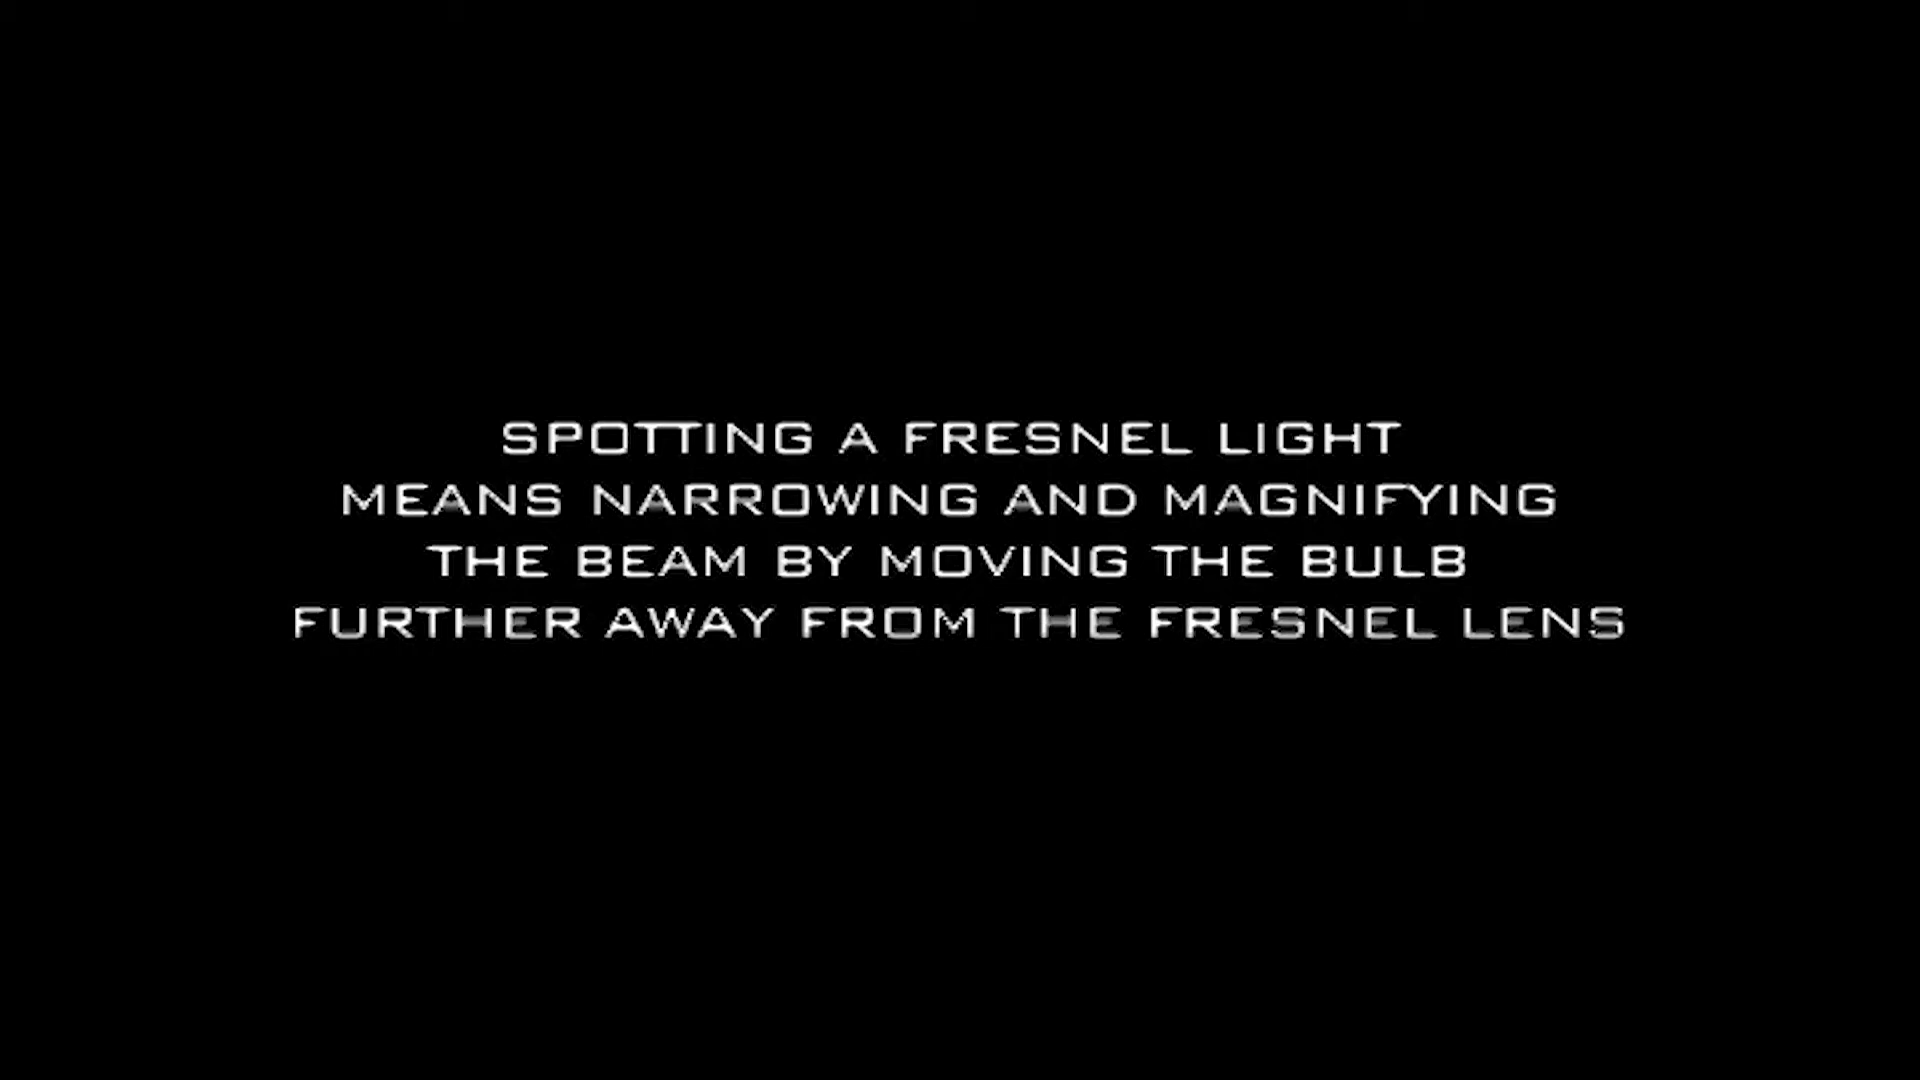 SPOTTING A FRESNEL LIGHT
MEANS NARROWING AND MAGNIFYING
THE BEAM BY MOVING THE BULB
FURTHER AWAY FROM THE FRESNEL LENS